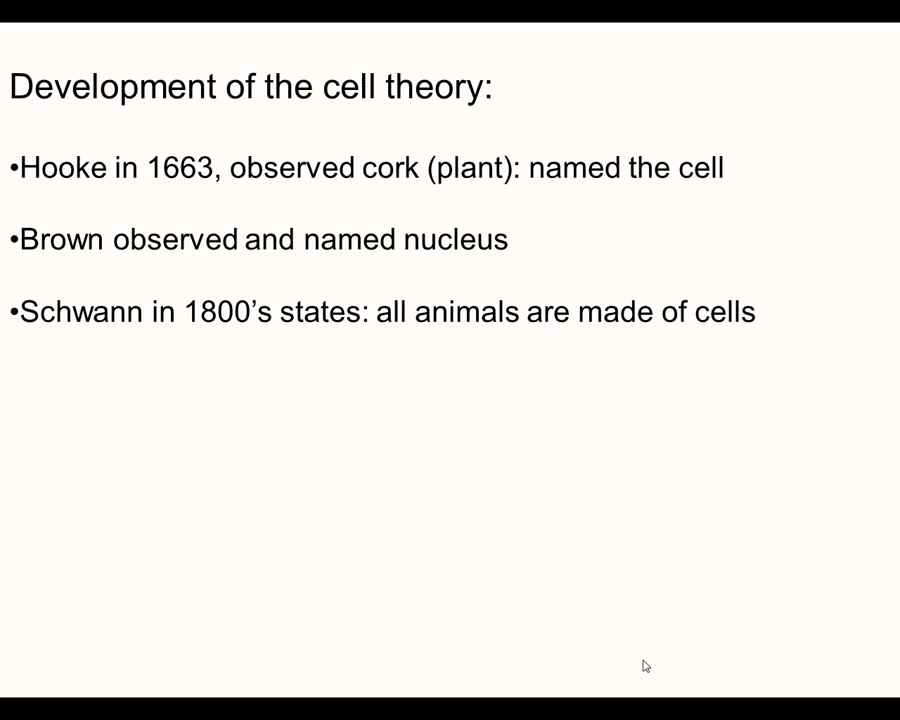 Development of the cell theory:
•Hooke in 1663, observed cork (plant): named the cell
•Brown observed and named nucleus
•Schwann in 1800’s states: all animals are made of cells